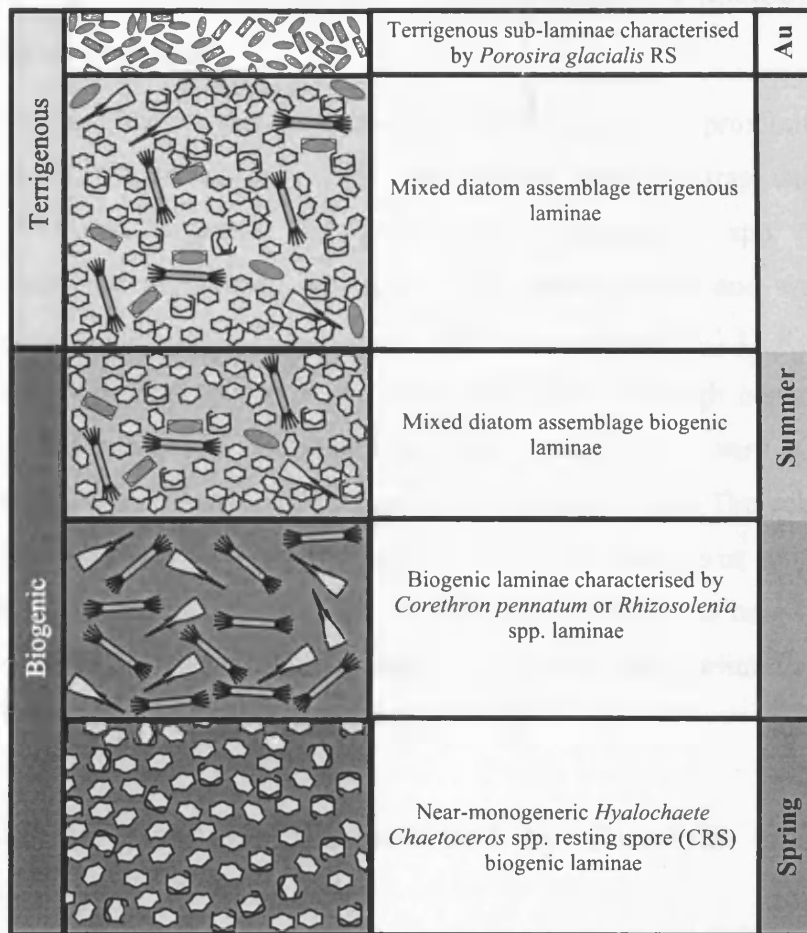 Terrigenous sub-laminae characterised
by Porosira glacialis RS
Au
Terrigenous
Mixed diatom assemblage terrigenous
laminae
Mixed diatom assemblage biogenic
laminae
Summer
Biogenic
Biogenic laminae characterised by
Corethron pennatum or Rhizosolenia
spp. laminae
Near-monogeneric Hyalochaete
Chaetoceros spp. resting spore (CRS)
biogenic laminae
Spring